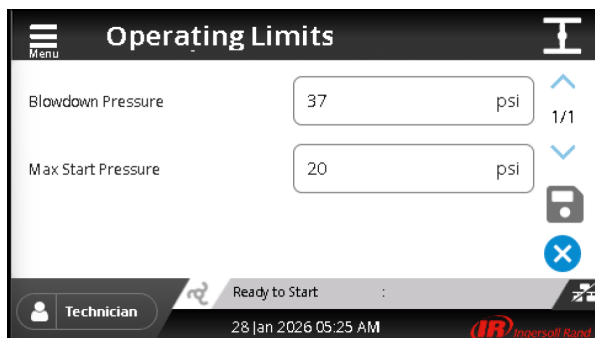 Menu
Operating Limits
Blowdown Pressure
37 psi
1/1
Max Start Pressure
20 psi
Technician
Ready to Start :
28 Jan 2026 05:25 AM
IR Ingersoll Rand